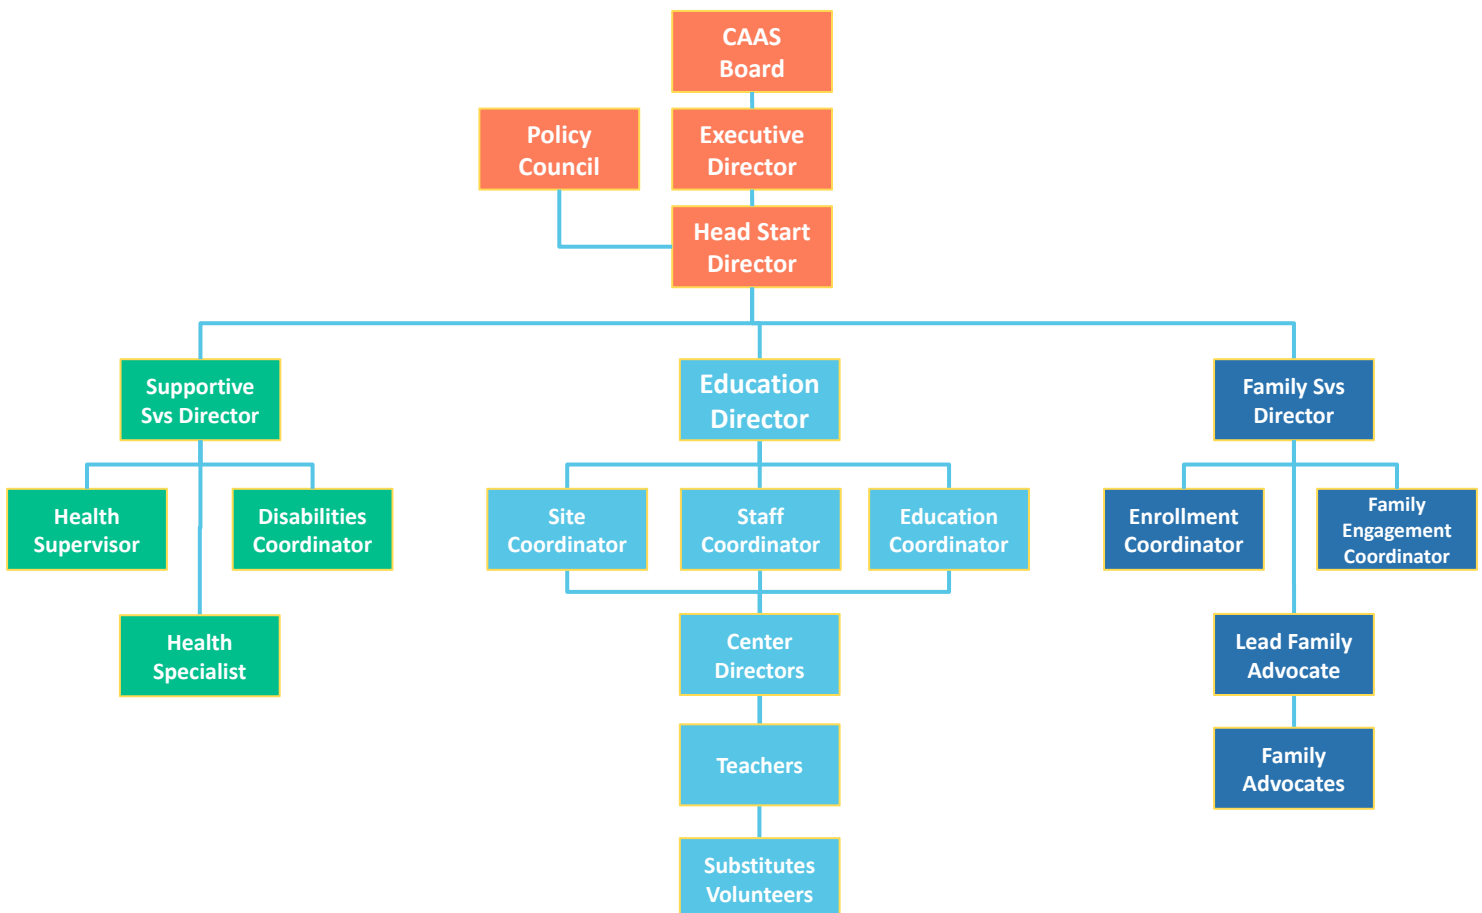 CAAS
Board
Policy
Council
Executive
Director
Head Start
Director
Supportive
Svs Director
Education
Director
Family Svs
Director
Health
Supervisor
Disabilities
Coordinator
Site
Coordinator
Staff
Coordinator
Education
Coordinator
Enrollment
Coordinator
Family
Engagement
Coordinator
Health
Specialist
Center
Directors
Lead Family
Advocate
Teachers
Family
Advocates
Substitutes
Volunteers